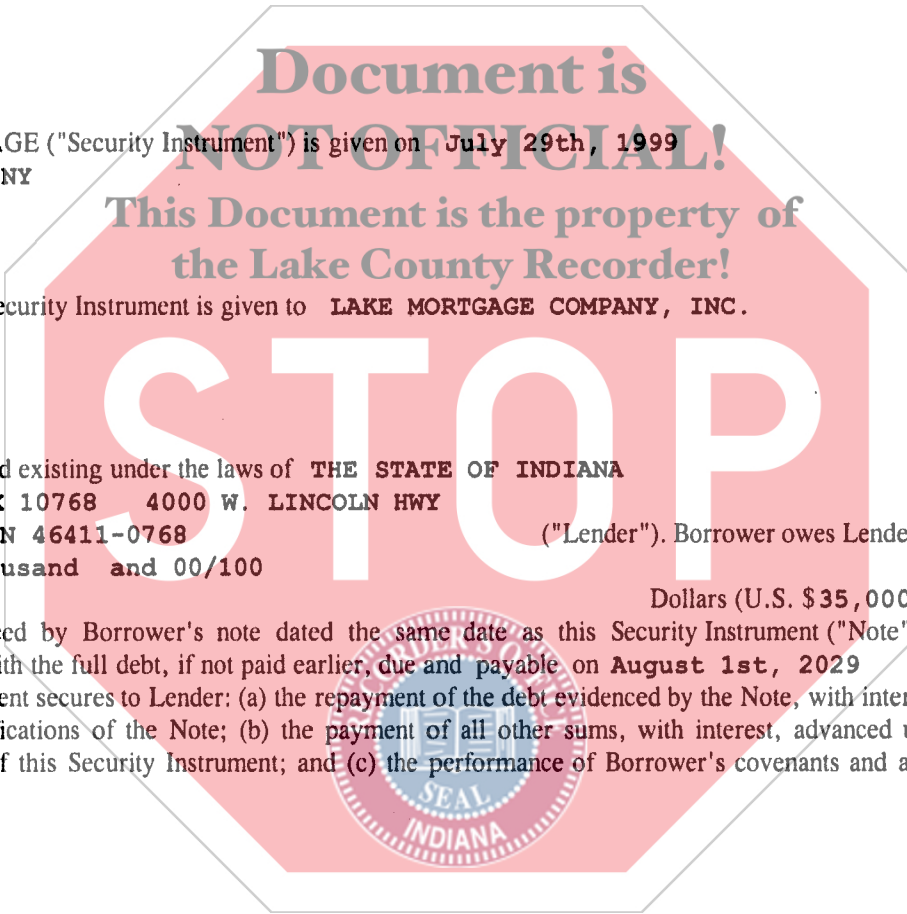 Document is
AGE ("Security Instrument") is given on July 29th, 1999
NOT OFFICIAL!
NY
This Document is the property of
the Lake County Recorder!
ecurity Instrument is given to LAKE MORTGAGE COMPANY, INC.
STOP
d existing under the laws of THE STATE OF INDIANA
X 10768 4000 W. LINCOLN HWY
N 46411-0768 ("Lender"). Borrower owes Lende
usand and 00/100
Dollars (U.S. $35,000
ced by Borrower's note dated the same date as this Security Instrument ("Note"
ith the full debt, if not paid earlier, due and payable on August 1st, 2029
ent secures to Lender: (a) the repayment of the debt evidenced by the Note, with inter
ications of the Note; (b) the payment of all other sums, with interest, advanced u
f this Security Instrument; and (c) the performance of Borrower's covenants and a
RECORDER'S OFFICE
SEAL
INDIANA